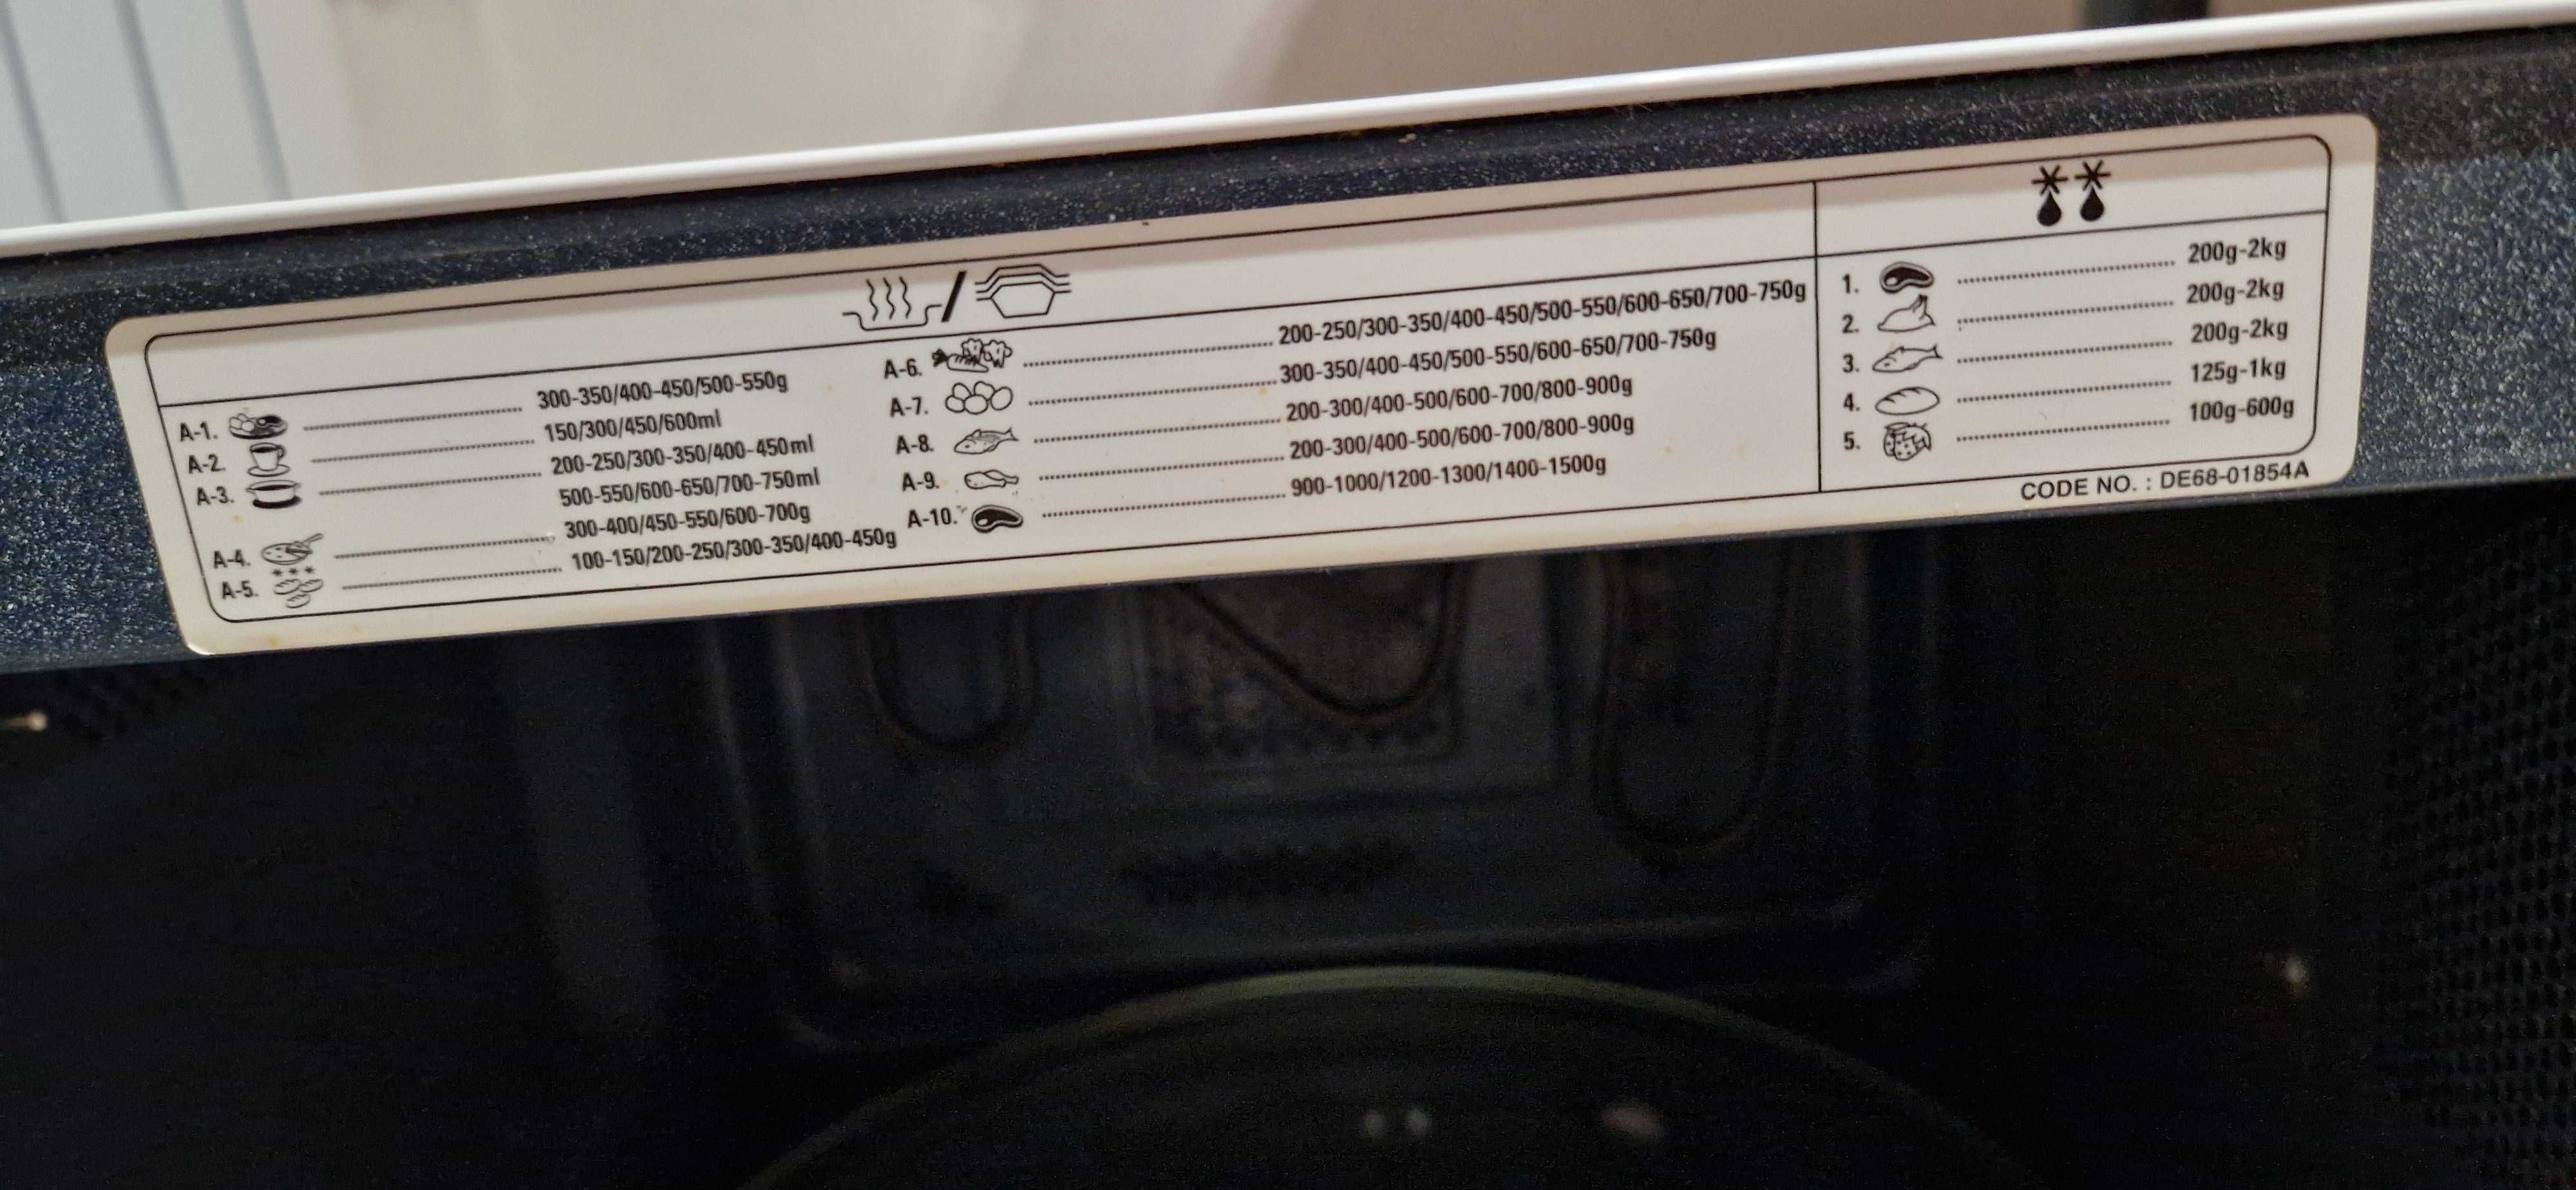 A-1. 300-350/400-450/500-550g
A-2. 150/300/450/600ml
A-3. 200-250/300-350/400-450ml
500-550/600-650/700-750ml
A-4. 300-400/450-550/600-700g
A-5. 100-150/200-250/300-350/400-450g
A-6. 200-250/300-350/400-450/500-550/600-650/700-750g
A-7. 300-350/400-450/500-550/600-650/700-750g
A-8. 200-300/400-500/600-700/800-900g
A-9. 200-300/400-500/600-700/800-900g
A-10. 900-1000/1200-1300/1400-1500g
1. 200g-2kg
2. 200g-2kg
3. 200g-2kg
4. 125g-1kg
5. 100g-600g
CODE NO. : DE68-01854A